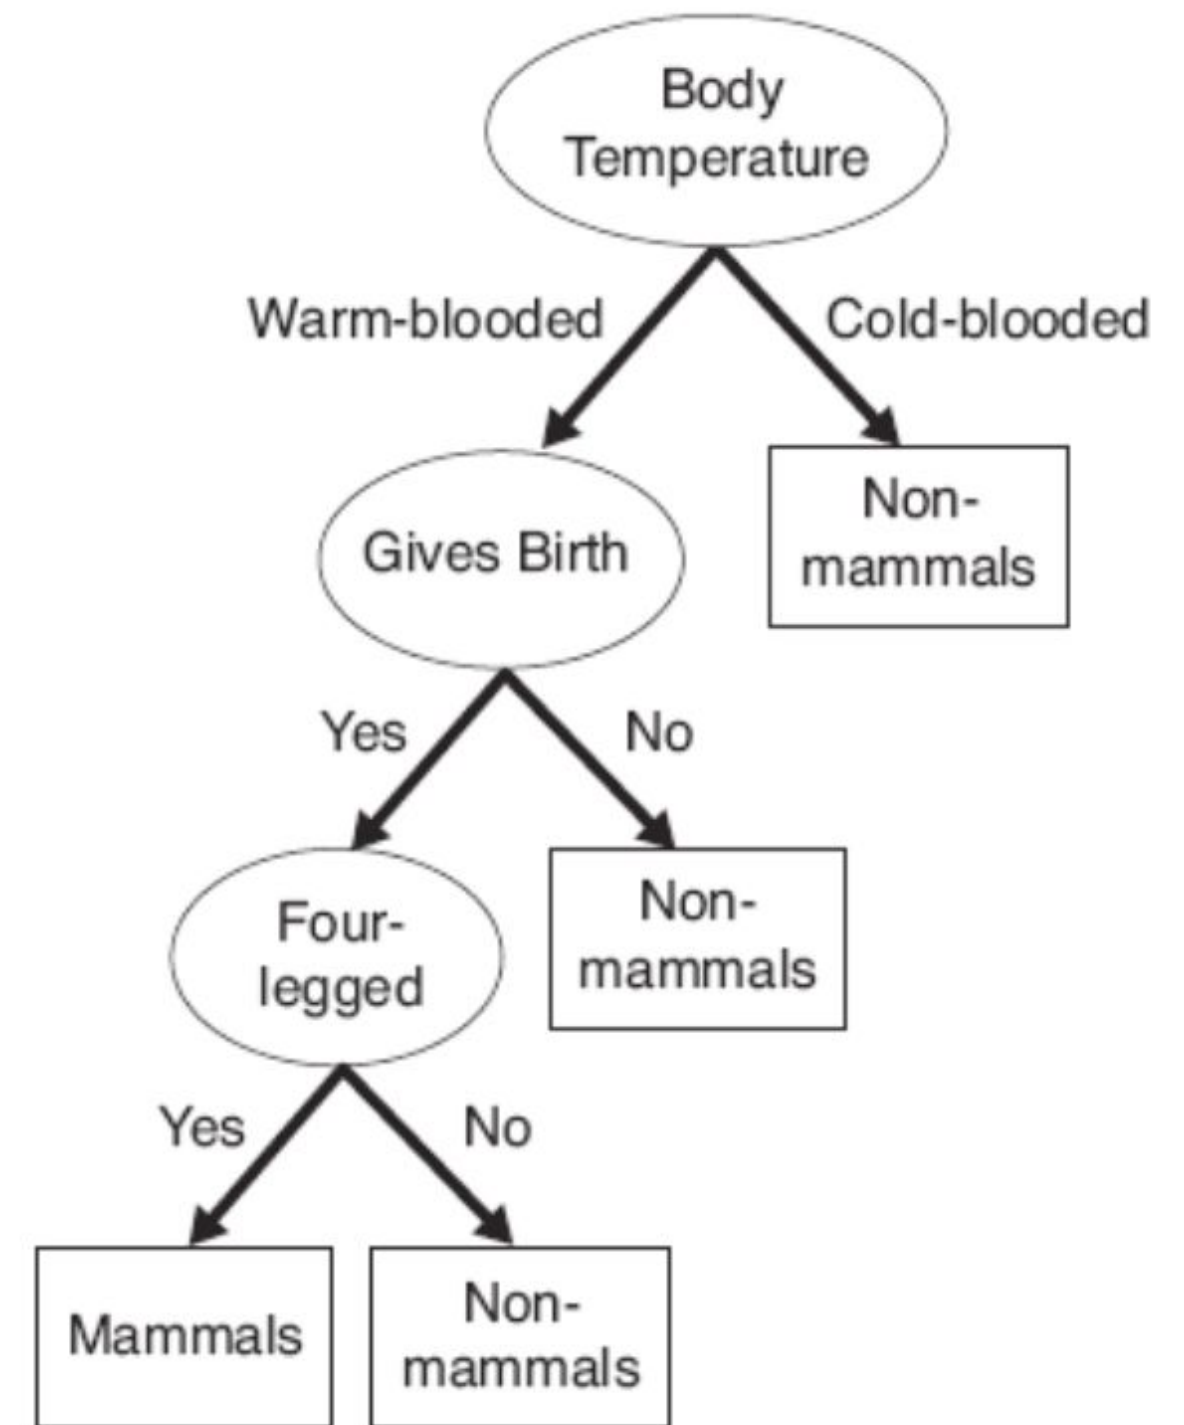 Body
Temperature
Warm-blooded
Cold-blooded
Gives Birth
Non-
mammals
Yes
No
Four-
legged
Non-
mammals
Yes
No
Mammals
Non-
mammals